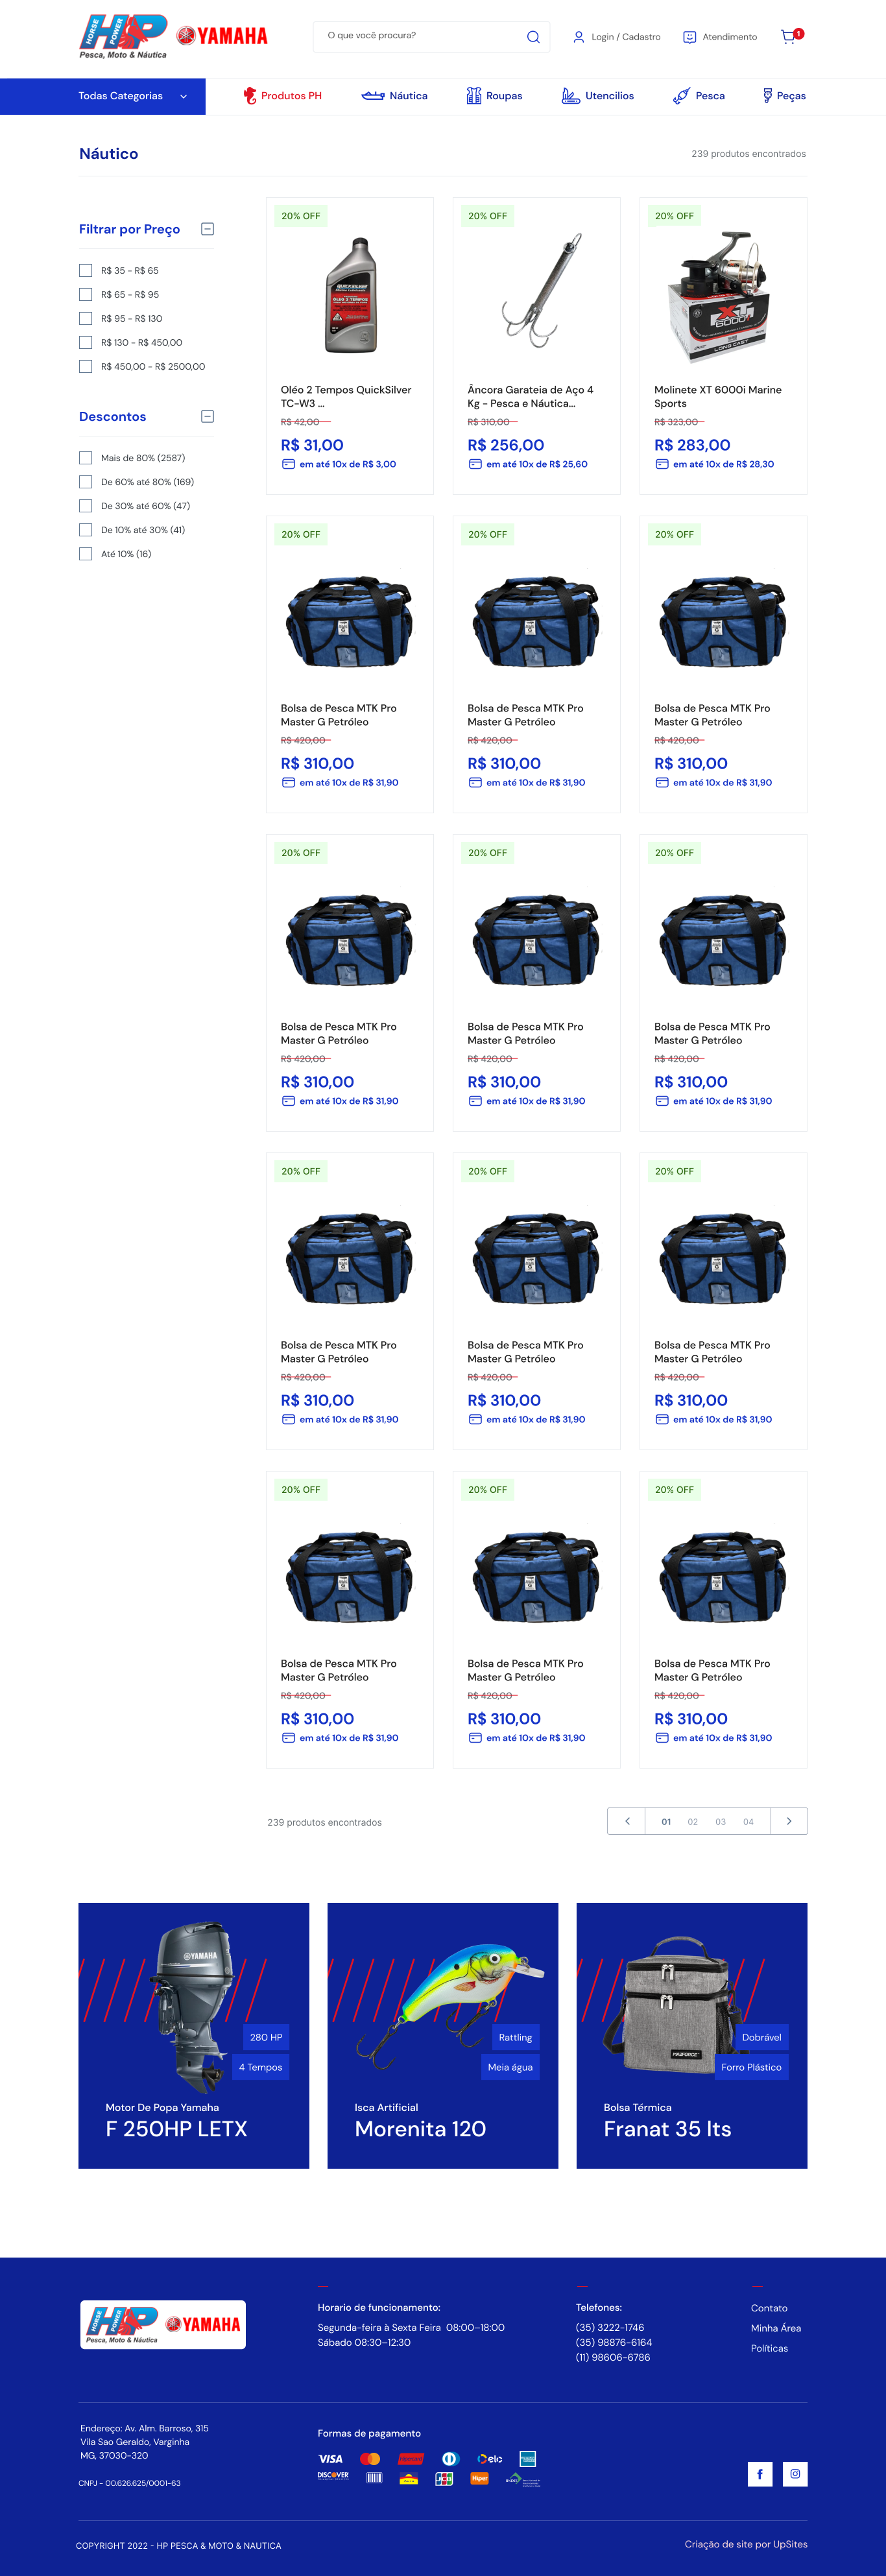 HORSE POWER
HP
Pesca, Moto & Náutica
YAMAHA
O que você procura?
Login / Cadastro
Atendimento
1
Todas Categorias
Produtos PH
Náutica
Roupas
Utencilios
Pesca
Peças
Náutico
239 produtos encontrados
Filtrar por Preço
R$ 35 - R$ 65
R$ 65 - R$ 95
R$ 95 - R$ 130
R$ 130 - R$ 450,00
R$ 450,00 - R$ 2500,00
Descontos
Mais de 80% (2587)
De 60% até 80% (169)
De 30% até 60% (47)
De 10% até 30% (41)
Até 10% (16)
20% OFF
QUICKSILVER
ÓLEO 2 TEMPOS
Oléo 2 Tempos QuickSilver
TC-W3 ...
R$ 42,00
R$ 31,00
em até 10x de R$ 3,00
20% OFF
Âncora Garateia de Aço 4
Kg - Pesca e Náutica...
R$ 310,00
R$ 256,00
em até 10x de R$ 25,60
20% OFF
XT
6000i
LONG CAST
Molinete XT 6000i Marine
Sports
R$ 323,00
R$ 283,00
em até 10x de R$ 28,30
20% OFF
Bolsa de Pesca MTK Pro
Master G Petróleo
R$ 420,00
R$ 310,00
em até 10x de R$ 31,90
20% OFF
Bolsa de Pesca MTK Pro
Master G Petróleo
R$ 420,00
R$ 310,00
em até 10x de R$ 31,90
20% OFF
Bolsa de Pesca MTK Pro
Master G Petróleo
R$ 420,00
R$ 310,00
em até 10x de R$ 31,90
20% OFF
Bolsa de Pesca MTK Pro
Master G Petróleo
R$ 420,00
R$ 310,00
em até 10x de R$ 31,90
20% OFF
Bolsa de Pesca MTK Pro
Master G Petróleo
R$ 420,00
R$ 310,00
em até 10x de R$ 31,90
20% OFF
Bolsa de Pesca MTK Pro
Master G Petróleo
R$ 420,00
R$ 310,00
em até 10x de R$ 31,90
20% OFF
Bolsa de Pesca MTK Pro
Master G Petróleo
R$ 420,00
R$ 310,00
em até 10x de R$ 31,90
20% OFF
Bolsa de Pesca MTK Pro
Master G Petróleo
R$ 420,00
R$ 310,00
em até 10x de R$ 31,90
20% OFF
Bolsa de Pesca MTK Pro
Master G Petróleo
R$ 420,00
R$ 310,00
em até 10x de R$ 31,90
20% OFF
Bolsa de Pesca MTK Pro
Master G Petróleo
R$ 420,00
R$ 310,00
em até 10x de R$ 31,90
20% OFF
Bolsa de Pesca MTK Pro
Master G Petróleo
R$ 420,00
R$ 310,00
em até 10x de R$ 31,90
20% OFF
Bolsa de Pesca MTK Pro
Master G Petróleo
R$ 420,00
R$ 310,00
em até 10x de R$ 31,90
239 produtos encontrados
01 02 03 04
YAMAHA
280 HP
4 Tempos
Motor De Popa Yamaha
F 250HP LETX
Rattling
Meia água
Isca Artificial
Morenita 120
Dobrável
Forro Plástico
Bolsa Térmica
Franat 35 lts
HORSE POWER
HP
Pesca, Moto & Náutica
YAMAHA
Horario de funcionamento:
Segunda-feira à Sexta Feira 08:00–18:00
Sábado 08:30–12:30
Telefones:
(35) 3222-1746
(35) 98876-6164
(11) 98606-6786
Contato
Minha Área
Políticas
Endereço: Av. Alm. Barroso, 315
Vila Sao Geraldo, Varginha
MG, 37030-320
CNPJ - 00.626.625/0001-63
Formas de pagamento
VISA
elo
DISCOVER
JCB
Hiper
COPYRIGHT 2022 - HP PESCA & MOTO & NAUTICA
Criação de site por UpSites